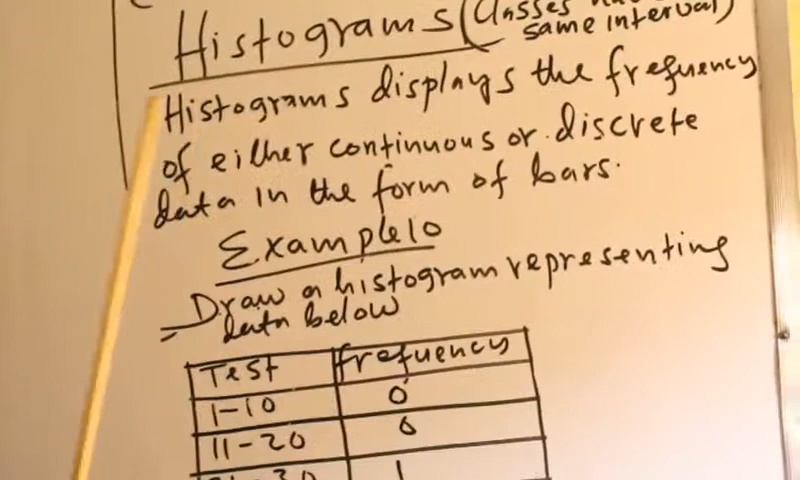 Histograms (Classes
same interval)
Histograms displays the frequency
of either continuous or discrete
data in the form of bars.
Example 10
Draw a histogram representing
data below
Test frequency
1-10 0
11-20 0
1